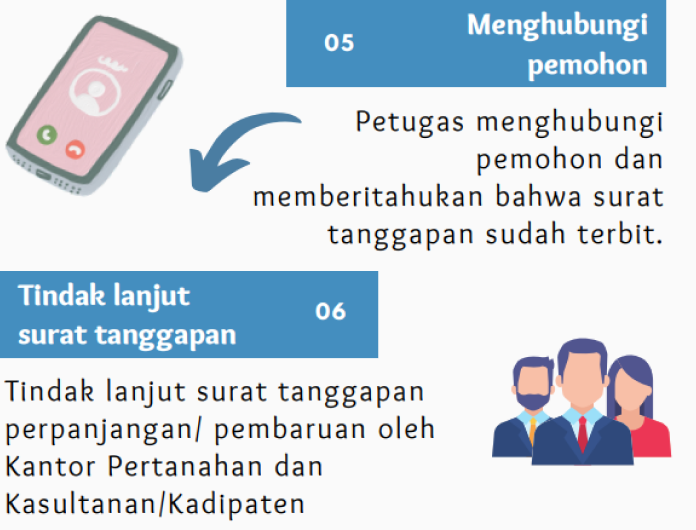 05
Menghubungi
pemohon
Petugas menghubungi
pemohon dan
memberitahukan bahwa surat
tanggapan sudah terbit.
Tindak lanjut
surat tanggapan
06
Tindak lanjut surat tanggapan
perpanjangan/ pembaruan oleh
Kantor Pertanahan dan
Kasultanan/Kadipaten